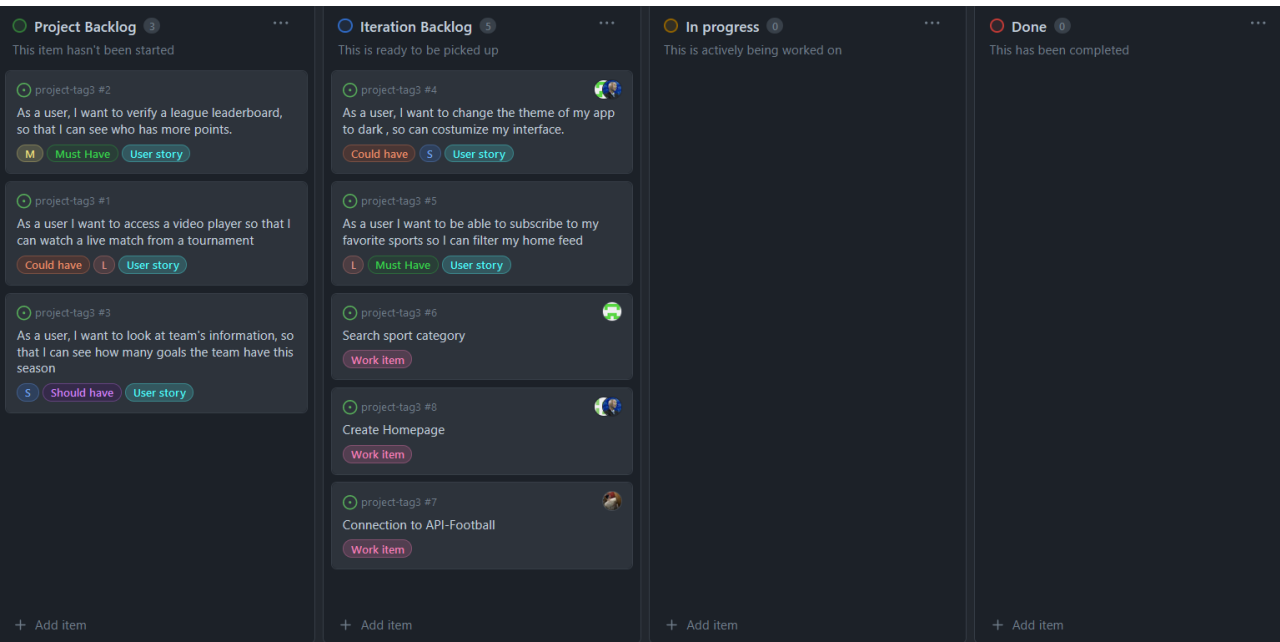 Project Backlog 3
This item hasn't been started
project-tag3 #2
As a user, I want to verify a league leaderboard,
so that I can see who has more points.
M Must Have User story
project-tag3 #1
As a user I want to access a video player so that I
can watch a live match from a tournament
Could have L User story
project-tag3 #3
As a user, I want to look at team's information, so
that I can see how many goals the team have this
season
S Should have User story
+ Add item
Iteration Backlog 5
This is ready to be picked up
project-tag3 #4
As a user, I want to change the theme of my app
to dark , so can costumize my interface.
Could have S User story
project-tag3 #5
As a user I want to be able to subscribe to my
favorite sports so I can filter my home feed
L Must Have User story
project-tag3 #6
Search sport category
Work item
project-tag3 #8
Create Homepage
Work item
project-tag3 #7
Connection to API-Football
Work item
+ Add item
In progress 0
This is actively being worked on
+ Add item
Done 0
This has been completed
+ Add item